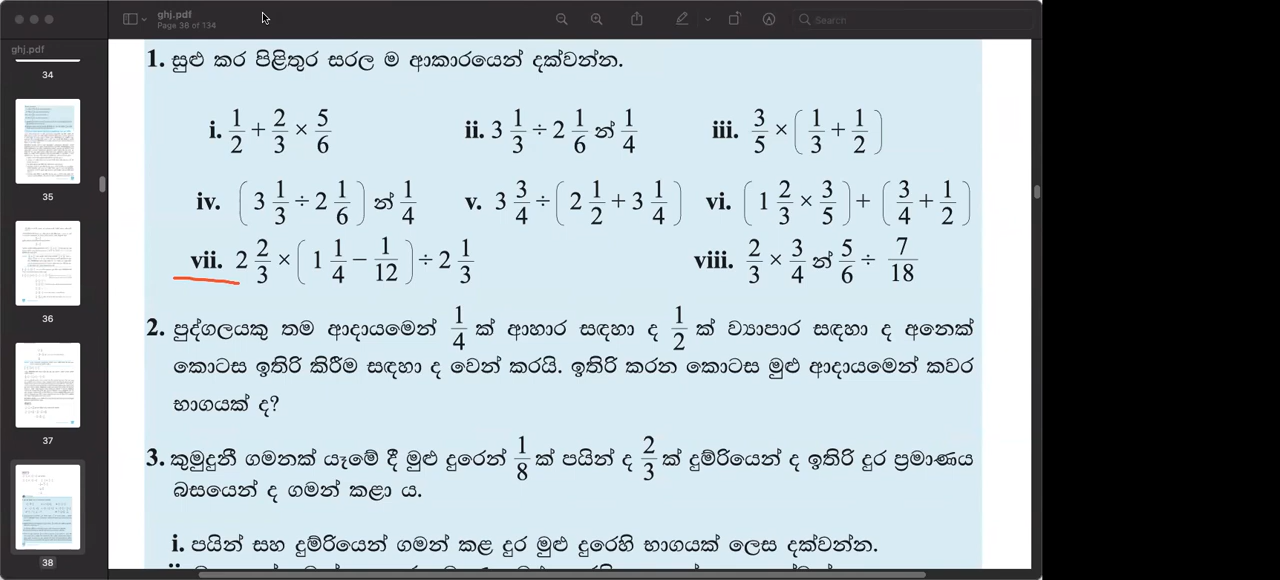 ghj.pdf
Page 38 of 134
Search
ghj.pdf
34
35
36
37
38
1. සුළු කර පිළිතුර සරල ම ආකාරයෙන් දක්වන්න.
i. 1/2 + 2/3 × 5/6 ii. 3 1/3 ÷ 2 1/6 න් 1/4 iii. 3/5 × (1/3 + 1/2)
iv. (3 1/3 ÷ 2 1/6) න් 1/4 v. 3 3/4 ÷ (2 1/2 + 3 1/4) vi. (1 2/3 × 3/5) + (3/4 + 1/2)
vii. 2 2/3 × (1 1/4 − 1/12) ÷ 2 1/3 viii. 2/3 × 3/4 න් 5/6 ÷ 7/18
2. පුද්ගලයකු තම ආදායමෙන් 1/4 ක් ආහාර සඳහා ද 1/2 ක් ව්‍යාපාර සඳහා ද අනෙක්
කොටස ඉතිරි කිරීම සඳහා ද වෙන් කරයි. ඉතිරි කරන කොටස මුළු ආදායමෙන් කවර
භාගයක් ද?
3. කුමුදුනී ගමනක් යෑමේ දී මුළු දුරෙන් 1/8 ක් පයින් ද 2/3 ක් දුම්රියෙන් ද ඉතිරි දුර ප්‍රමාණය
බසයෙන් ද ගමන් කළා ය.
i. පයින් සහ දුම්රියෙන් ගමන් කළ දුර මුළු දුරෙහි භාගයක් ලෙස දක්වන්න.